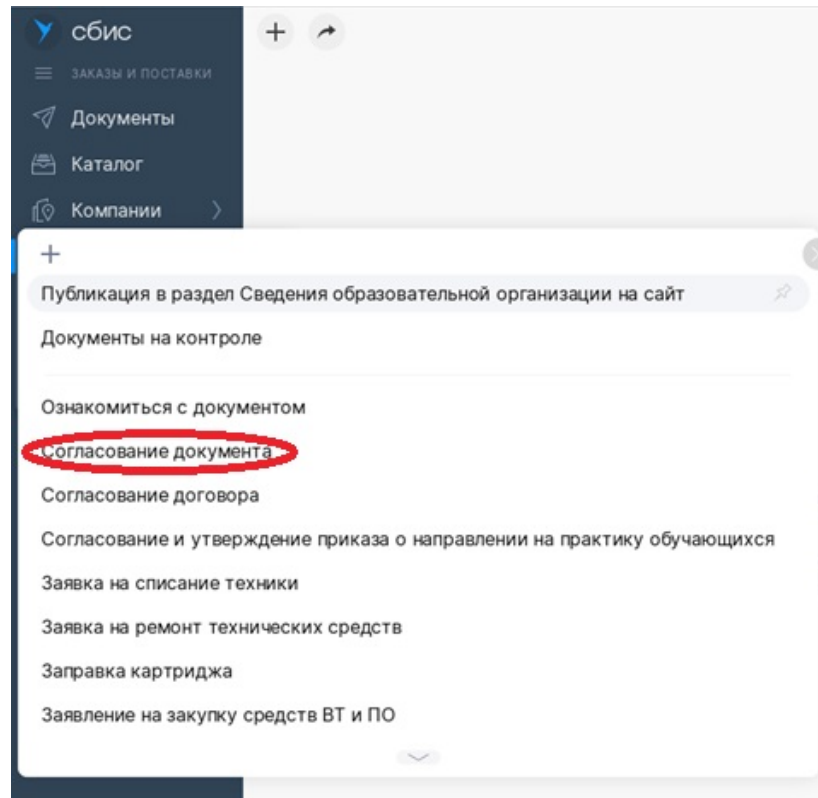 сбис
ЗАКАЗЫ И ПОСТАВКИ
Документы
Каталог
Компании
Публикация в раздел Сведения образовательной организации на сайт
Документы на контроле
Ознакомиться с документом
Согласование документа
Согласование договора
Согласование и утверждение приказа о направлении на практику обучающихся
Заявка на списание техники
Заявка на ремонт технических средств
Заправка картриджа
Заявление на закупку средств ВТ и ПО